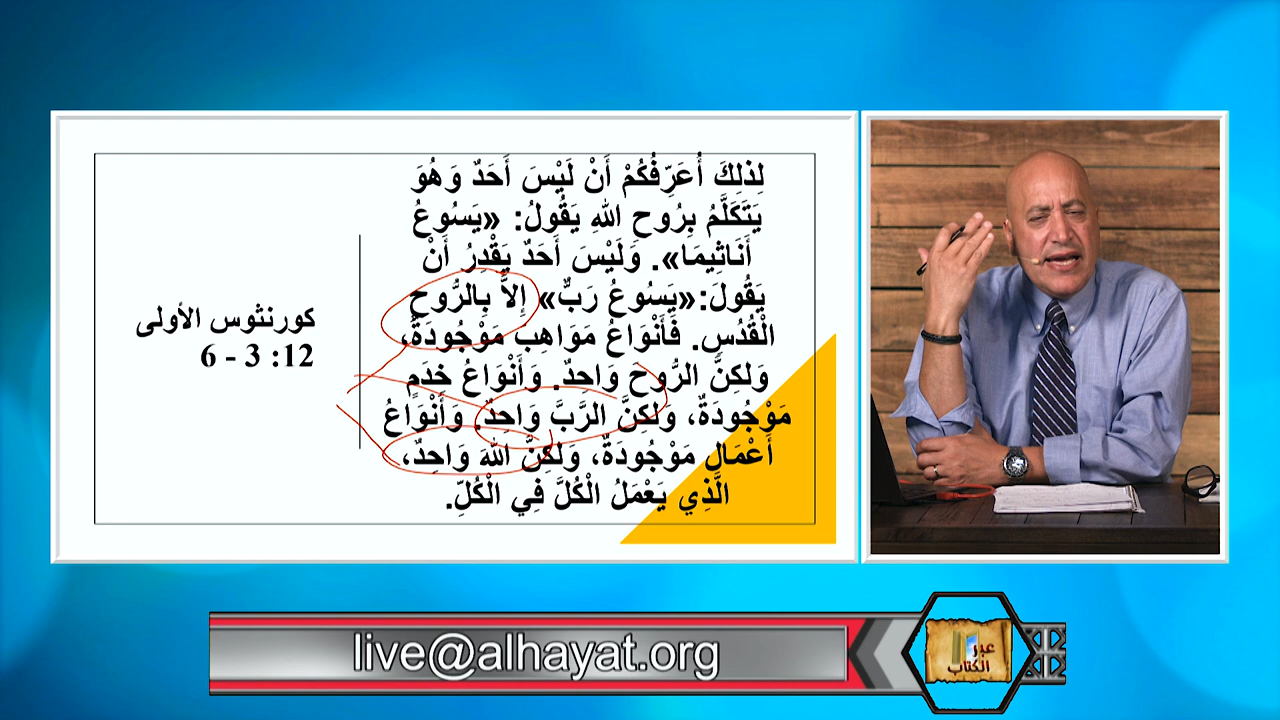 لِذلِكَ أُعَرِّفُكُمْ أَنْ لَيْسَ أَحَدٌ وَهُوَ
يَتَكَلَّمُ بِرُوحِ اللهِ يَقُولُ: «يَسُوعُ
أَنَاثِيمَا». وَلَيْسَ أَحَدٌ يَقْدِرُ أَنْ
يَقُولَ:«يَسُوعُ رَبٌّ» إِلاَّ بِالرُّوحِ
الْقُدُسِ. فَأَنْوَاعُ مَوَاهِبَ مَوْجُودَةٌ،
وَلكِنَّ الرُّوحَ وَاحِدٌ. وَأَنْوَاعُ خِدَمٍ
مَوْجُودَةٌ، وَلكِنَّ الرَّبَّ وَاحِدٌ. وَأَنْوَاعُ
أَعْمَال مَوْجُودَةٌ، وَلكِنَّ اللهَ وَاحِدٌ،
الَّذِي يَعْمَلُ الْكُلَّ فِي الْكُلِّ.
كورنثوس الأولى
12: 3 - 6
live@alhayat.org
عبر
الكتاب